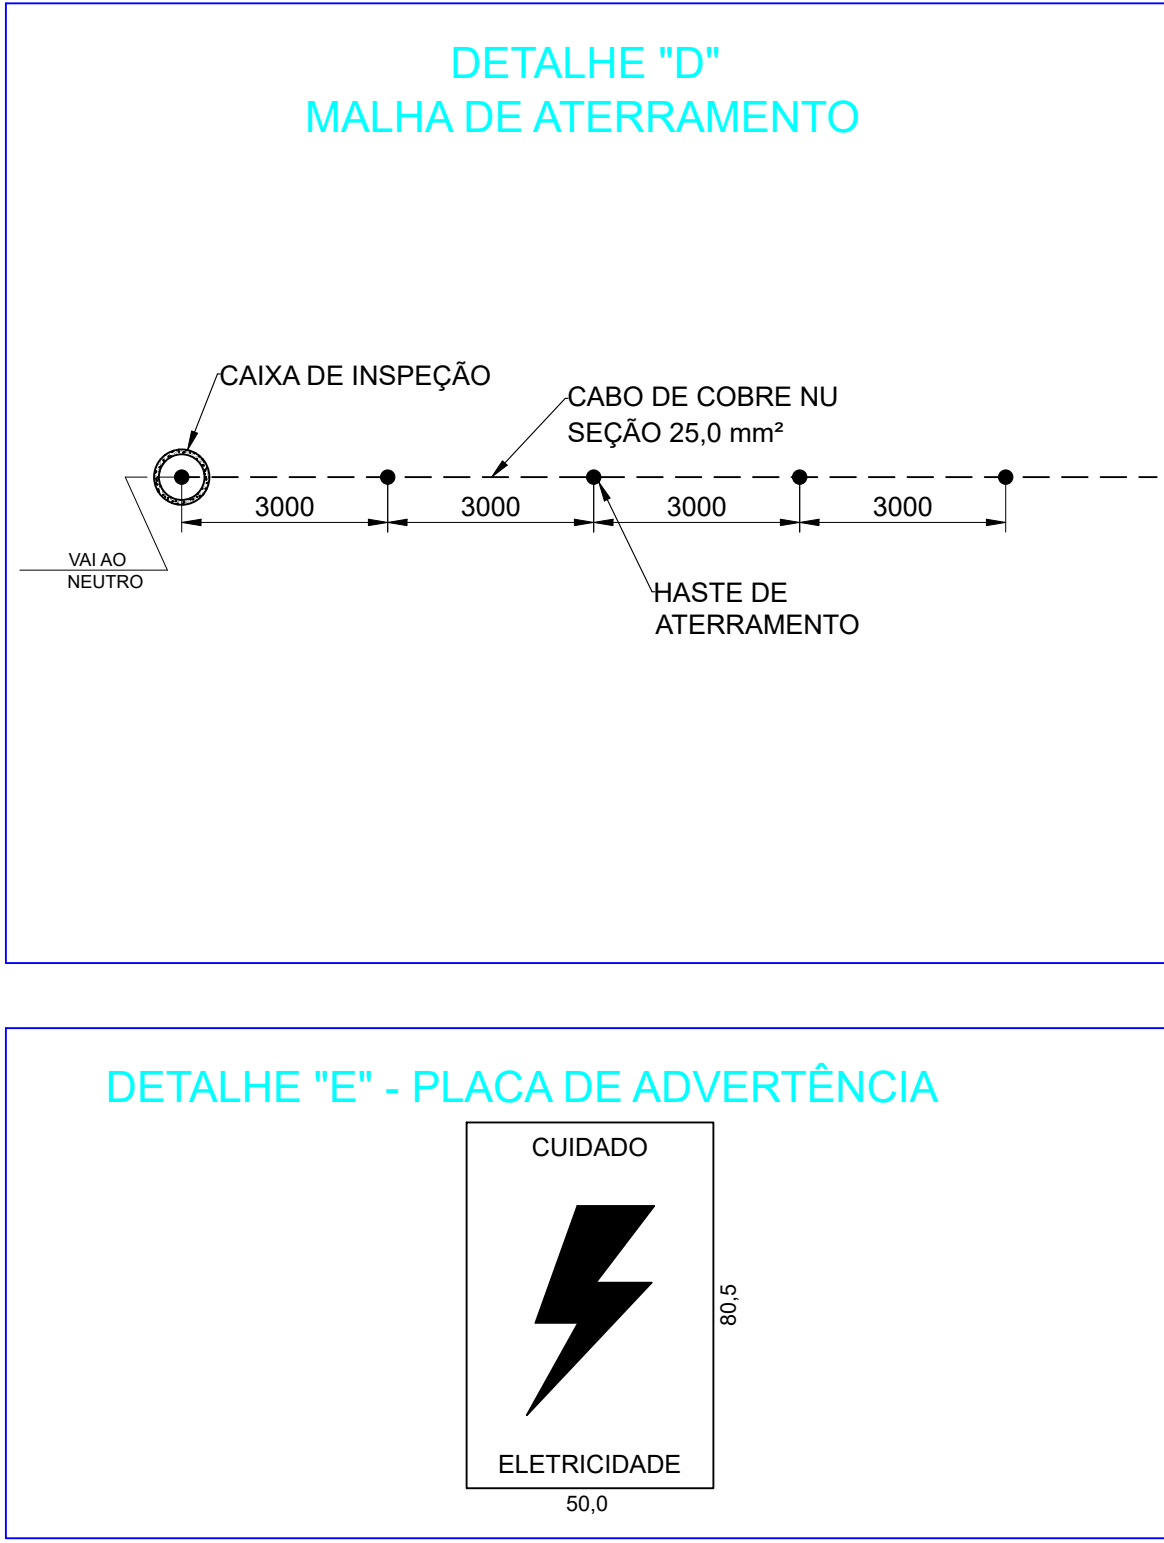 DETALHE "D"
MALHA DE ATERRAMENTO
CAIXA DE INSPEÇÃO
CABO DE COBRE NU
SEÇÃO 25,0 mm²
3000
3000
3000
3000
VAI AO
NEUTRO
HASTE DE
ATERRAMENTO
DETALHE "E" - PLACA DE ADVERTÊNCIA
CUIDADO
80,5
ELETRICIDADE
50,0